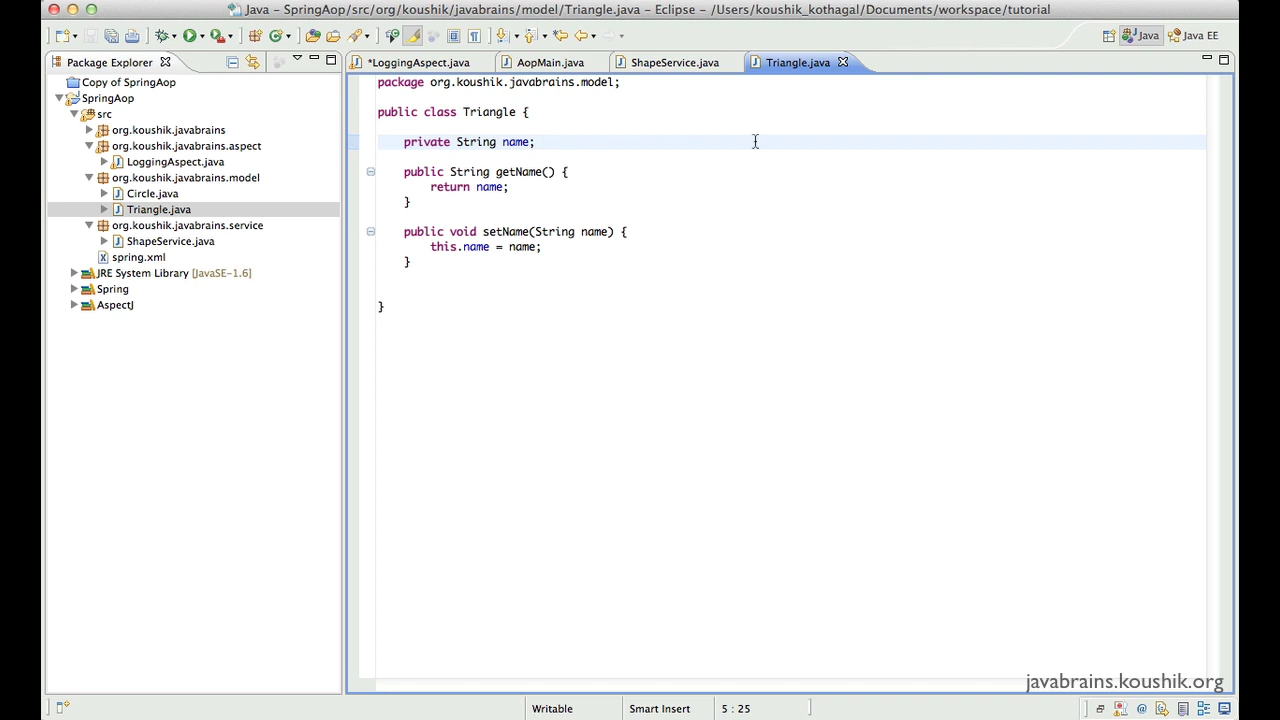 Java – SpringAop/src/org/koushik/javabrains/model/Triangle.java – Eclipse – /Users/koushik_kothagal/Documents/workspace/tutorial
Java
Java EE
Package Explorer
*LoggingAspect.java
AopMain.java
ShapeService.java
Triangle.java
Copy of SpringAop
SpringAop
src
org.koushik.javabrains
org.koushik.javabrains.aspect
LoggingAspect.java
org.koushik.javabrains.model
Circle.java
Triangle.java
org.koushik.javabrains.service
ShapeService.java
spring.xml
JRE System Library [JavaSE-1.6]
Spring
AspectJ
package org.koushik.javabrains.model;
public class Triangle {
private String name;
public String getName() {
return name;
}
public void setName(String name) {
this.name = name;
}
}
javabrains.koushik.org
Writable
Smart Insert
5 : 25